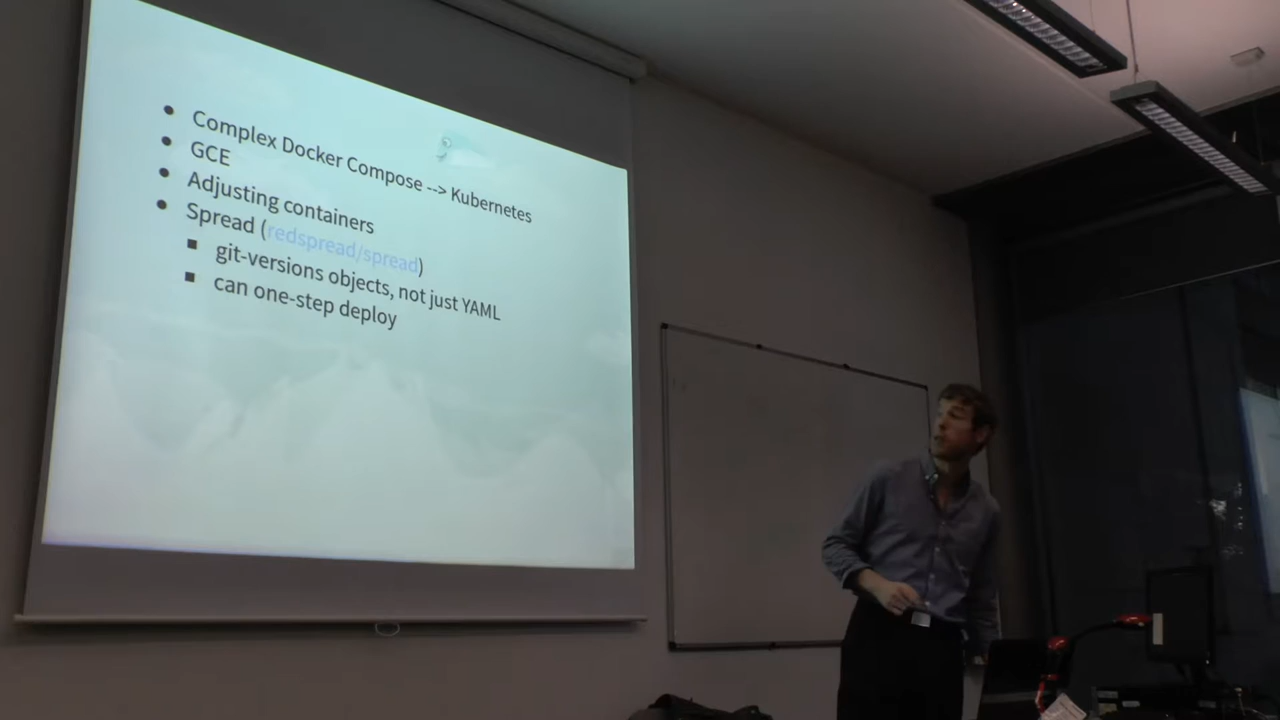 Complex Docker Compose --> Kubernetes
GCE
Adjusting containers
Spread (redspread/spread)
git-versions objects, not just YAML
can one-step deploy